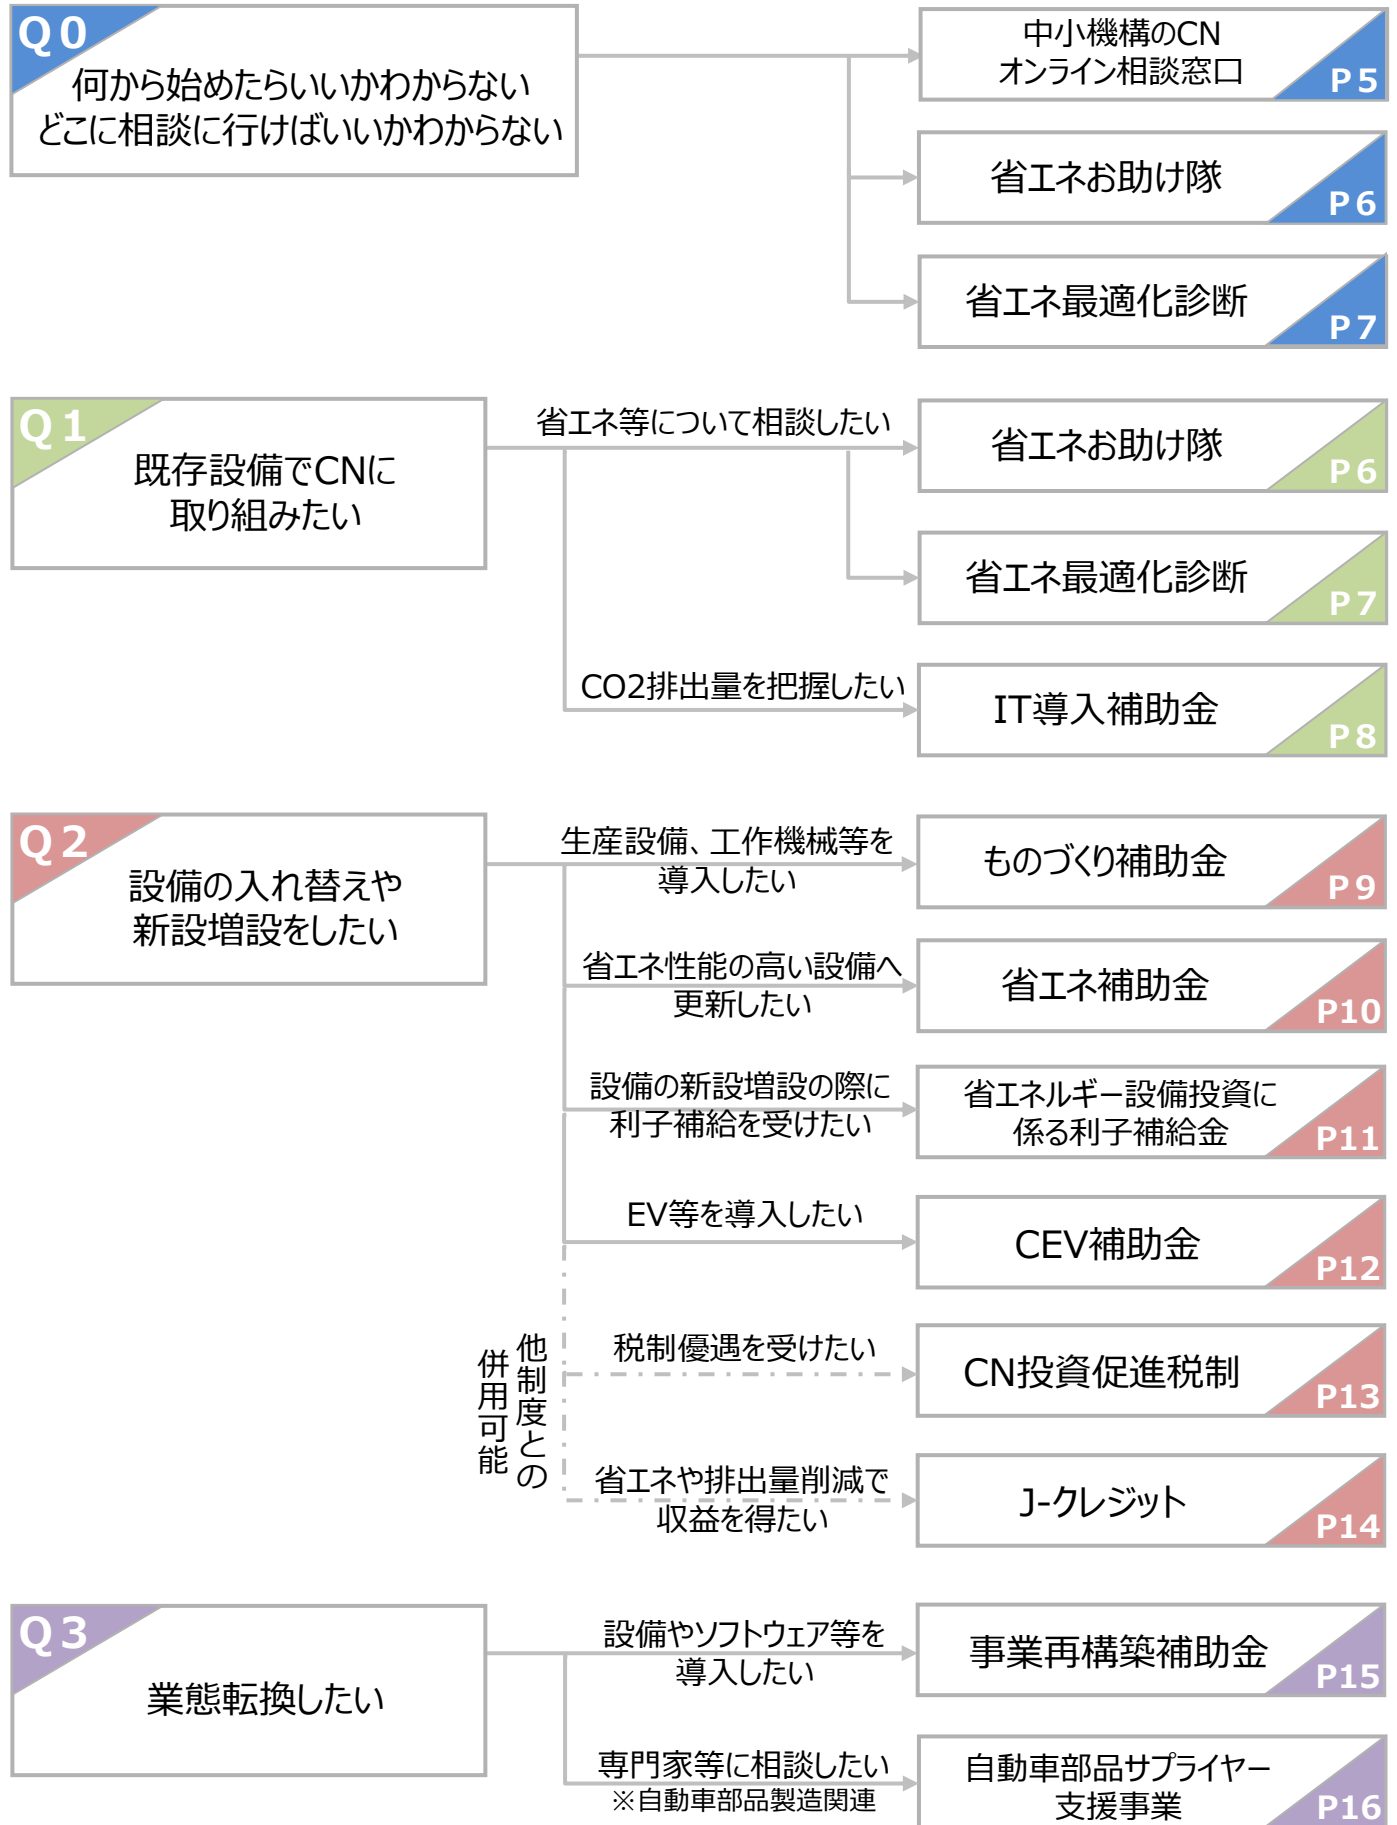 Q0
何から始めたらいいかわからない
どこに相談に行けばいいかわからない
中小機構のCN
オンライン相談窓口
P5
省エネお助け隊
P6
省エネ最適化診断
P7
Q1
既存設備でCNに
取り組みたい
省エネ等について相談したい
省エネお助け隊
P6
省エネ最適化診断
P7
CO2排出量を把握したい
IT導入補助金
P8
Q2
設備の入れ替えや
新設増設をしたい
生産設備、工作機械等を
導入したい
ものづくり補助金
P9
省エネ性能の高い設備へ
更新したい
省エネ補助金
P10
設備の新設増設の際に
利子補給を受けたい
省エネルギー設備投資に
係る利子補給金
P11
EV等を導入したい
CEV補助金
P12
他制度との
併用可能
税制優遇を受けたい
CN投資促進税制
P13
省エネや排出量削減で
収益を得たい
J-クレジット
P14
Q3
業態転換したい
設備やソフトウェア等を
導入したい
事業再構築補助金
P15
専門家等に相談したい
※自動車部品製造関連
自動車部品サプライヤー
支援事業
P16